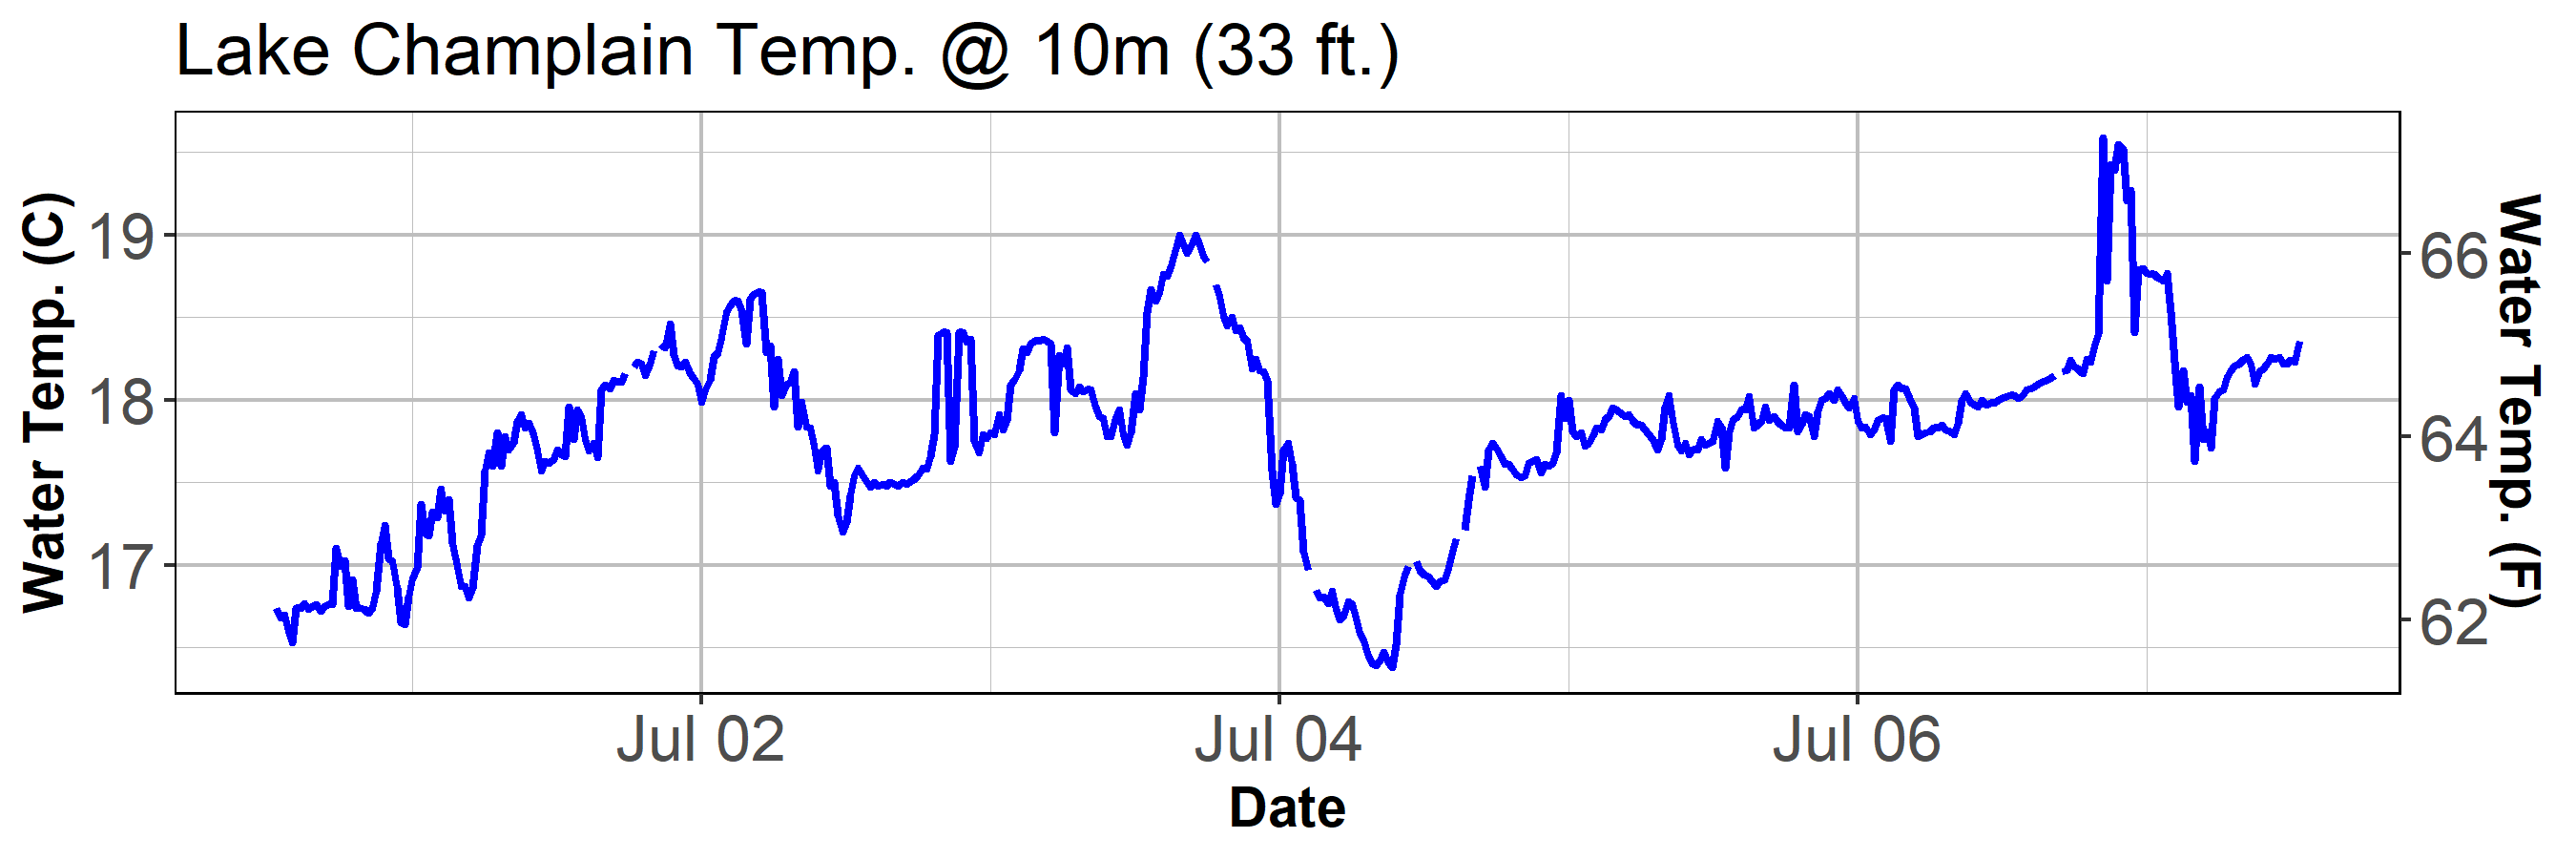 Lake Champlain Temp. @ 10m (33 ft.)
Water Temp. (C)
19
18
17
Water Temp. (F)
66
64
62
Jul 02
Jul 04
Jul 06
Date